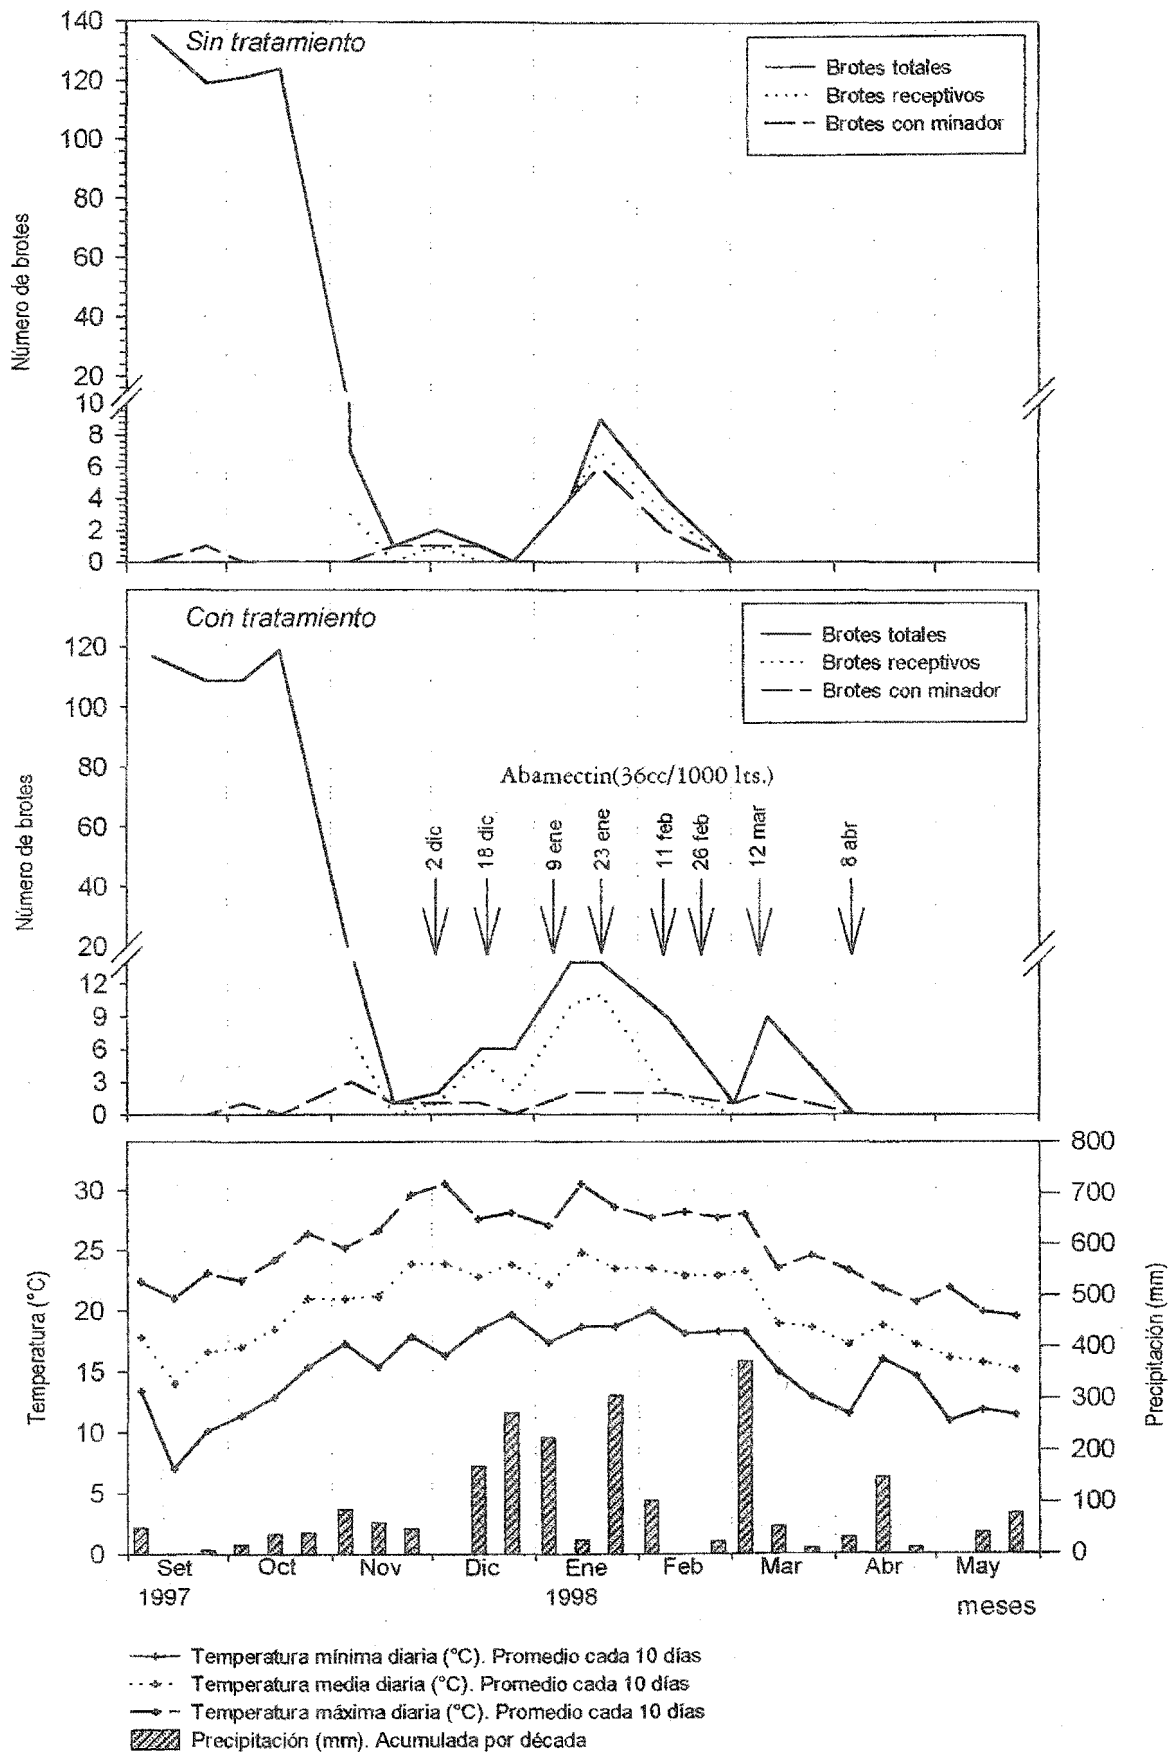 Sin tratamiento
Brotes totales
Brotes receptivos
Brotes con minador
Número de brotes
140
120
100
80
60
40
20
10
8
6
4
2
0
Con tratamiento
Brotes totales
Brotes receptivos
Brotes con minador
Número de brotes
120
100
80
60
40
20
12
9
6
3
0
Abamectin(36cc/1000 lts.)
2 dic
18 dic
9 ene
23 ene
11 feb
26 feb
12 mar
8 abr
Temperatura (°C)
30
25
20
15
10
5
0
Precipitación (mm)
800
700
600
500
400
300
200
100
0
Set Oct Nov Dic Ene Feb Mar Abr May
1997 1998 meses
Temperatura mínima diaria (°C). Promedio cada 10 días
Temperatura media diaria (°C). Promedio cada 10 días
Temperatura máxima diaria (°C). Promedio cada 10 días
Precipitación (mm). Acumulada por década